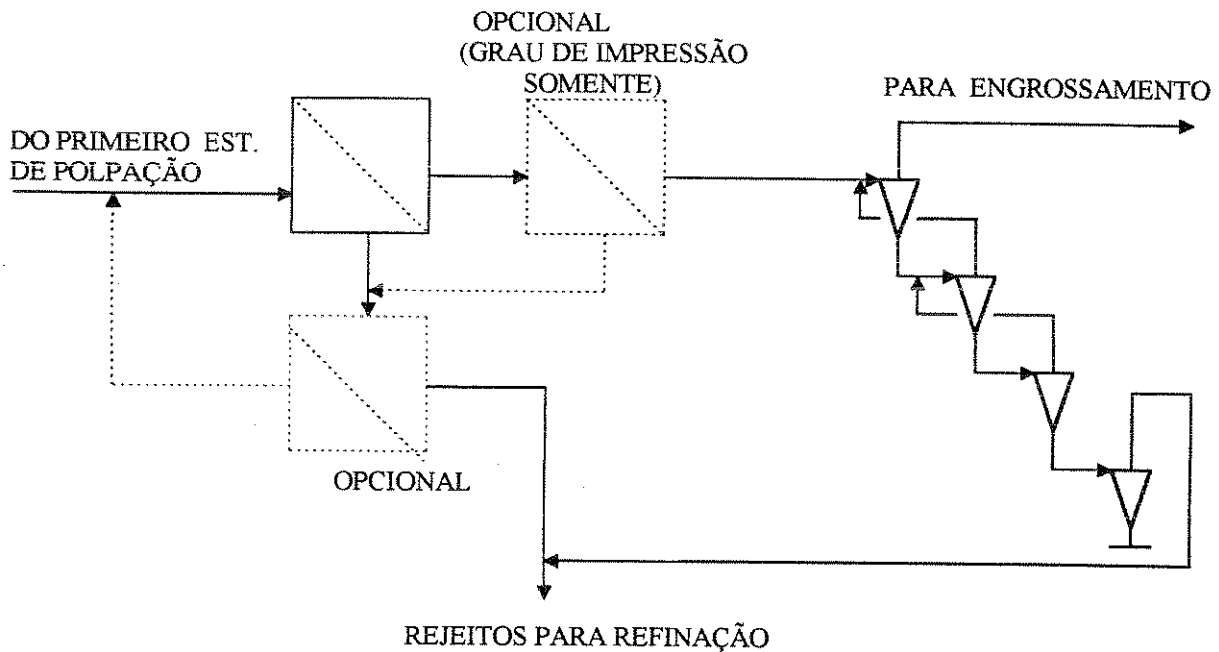 OPCIONAL
(GRAU DE IMPRESSÃO
SOMENTE)
PARA ENGROSSAMENTO
DO PRIMEIRO EST.
DE POLPAÇÃO
OPCIONAL
REJEITOS PARA REFINAÇÃO